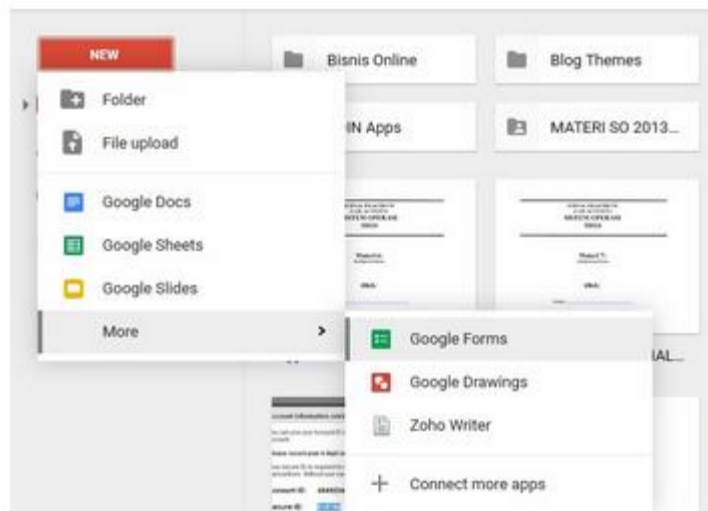 NEW
Folder
File upload
Google Docs
Google Sheets
Google Slides
More
Google Forms
Google Drawings
Zoho Writer
Connect more apps
Bisnis Online
Blog Themes
IN Apps
MATERI SO 2013...
IAL...